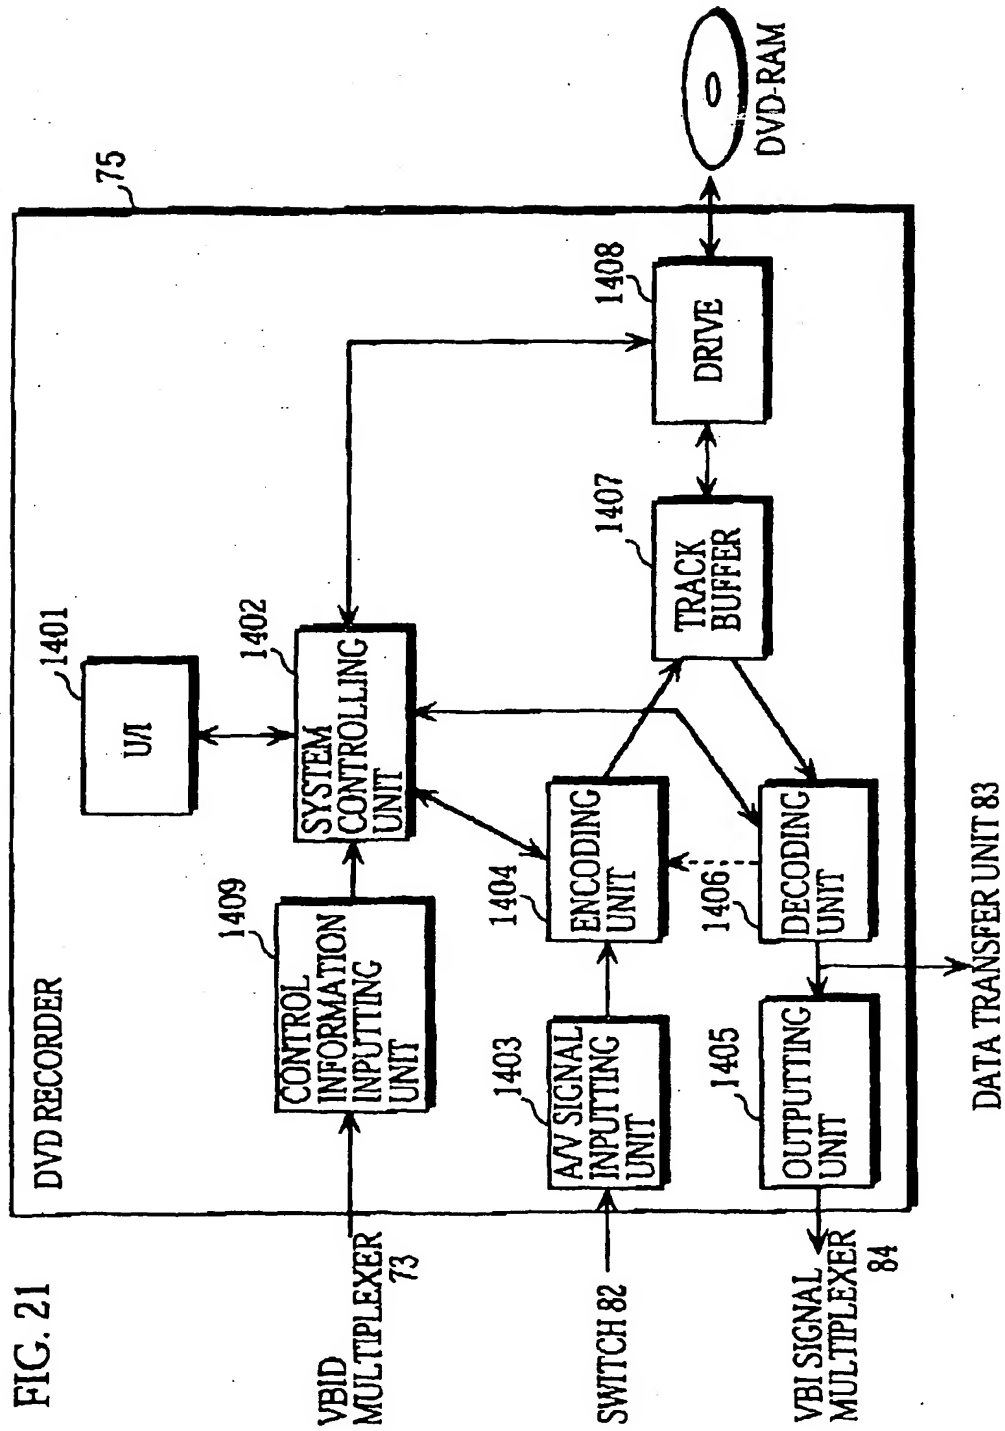 FIG. 21
DVD RECORDER
75
1401
U/I
1402
SYSTEM
CONTROLLING
UNIT
1409
CONTROL
INFORMATION
INPUTTING
UNIT
VBID
MULTIPLEXER
73
1408
DRIVE
DVD-RAM
1407
TRACK
BUFFER
1404
ENCODING
UNIT
1403
A/V SIGNAL
INPUTTING
UNIT
SWITCH 82
1406
DECODING
UNIT
1405
OUTPUTTING
UNIT
VBI SIGNAL
MULTIPLEXER
84
DATA TRANSFER UNIT 83